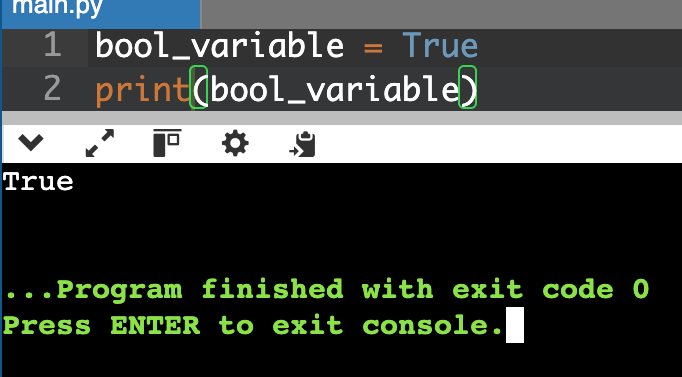 main.py
1 bool_variable = True
2 print(bool_variable)
True
...Program finished with exit code 0
Press ENTER to exit console.